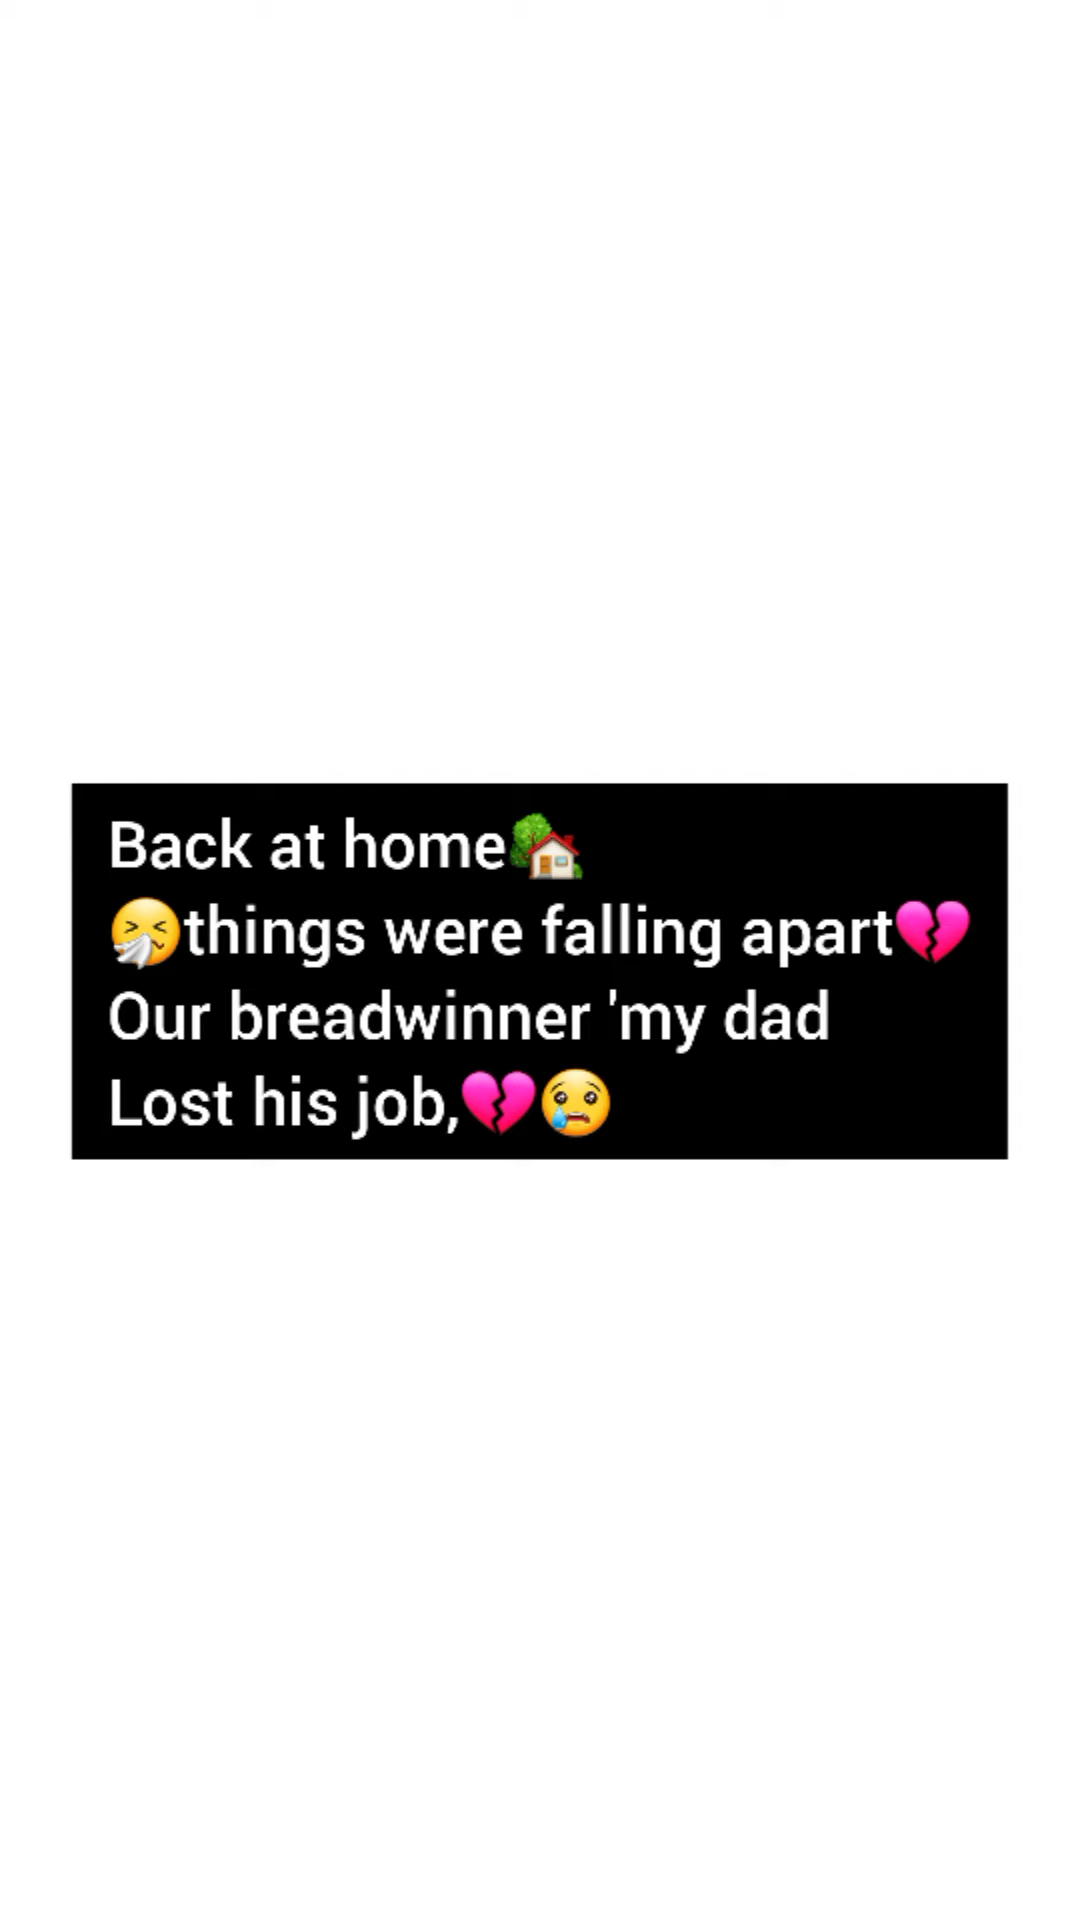 Back at home🏡
🤧things were falling apart💔
Our breadwinner 'my dad
Lost his job,💔😢